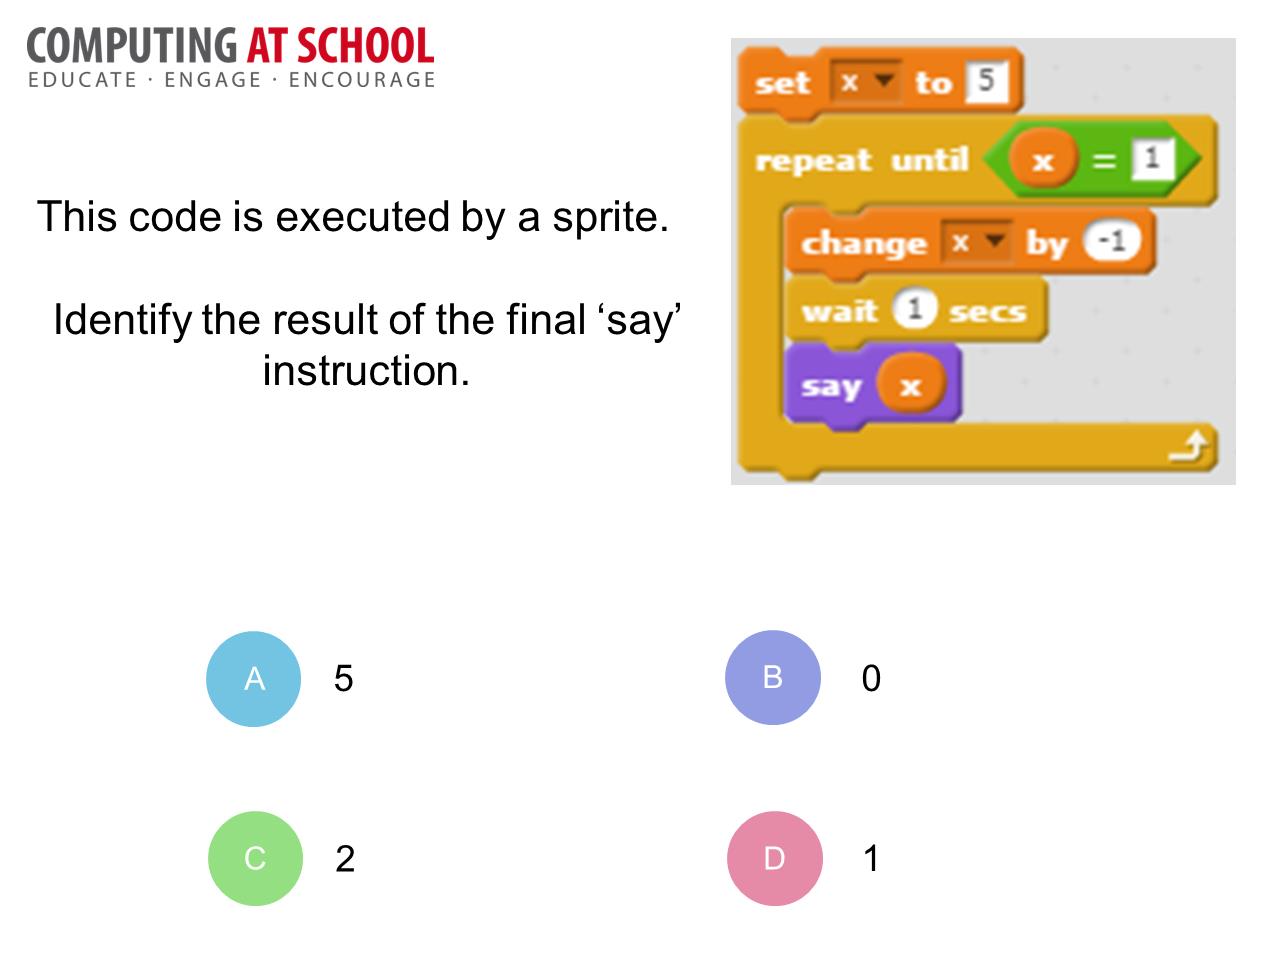 COMPUTING AT SCHOOL
EDUCATE · ENGAGE · ENCOURAGE
This code is executed by a sprite.
Identify the result of the final ‘say’
instruction.
set x to 5
repeat until x = 1
change x by -1
wait 1 secs
say x
A 5
B 0
C 2
D 1